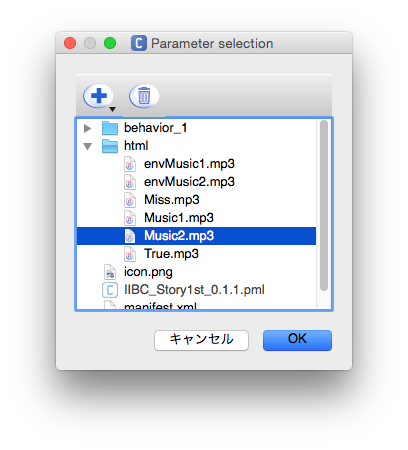 Parameter selection
behavior_1
html
envMusic1.mp3
envMusic2.mp3
Miss.mp3
Music1.mp3
Music2.mp3
True.mp3
icon.png
IIBC_Story1st_0.1.1.pml
manifest.xml
キャンセル
OK